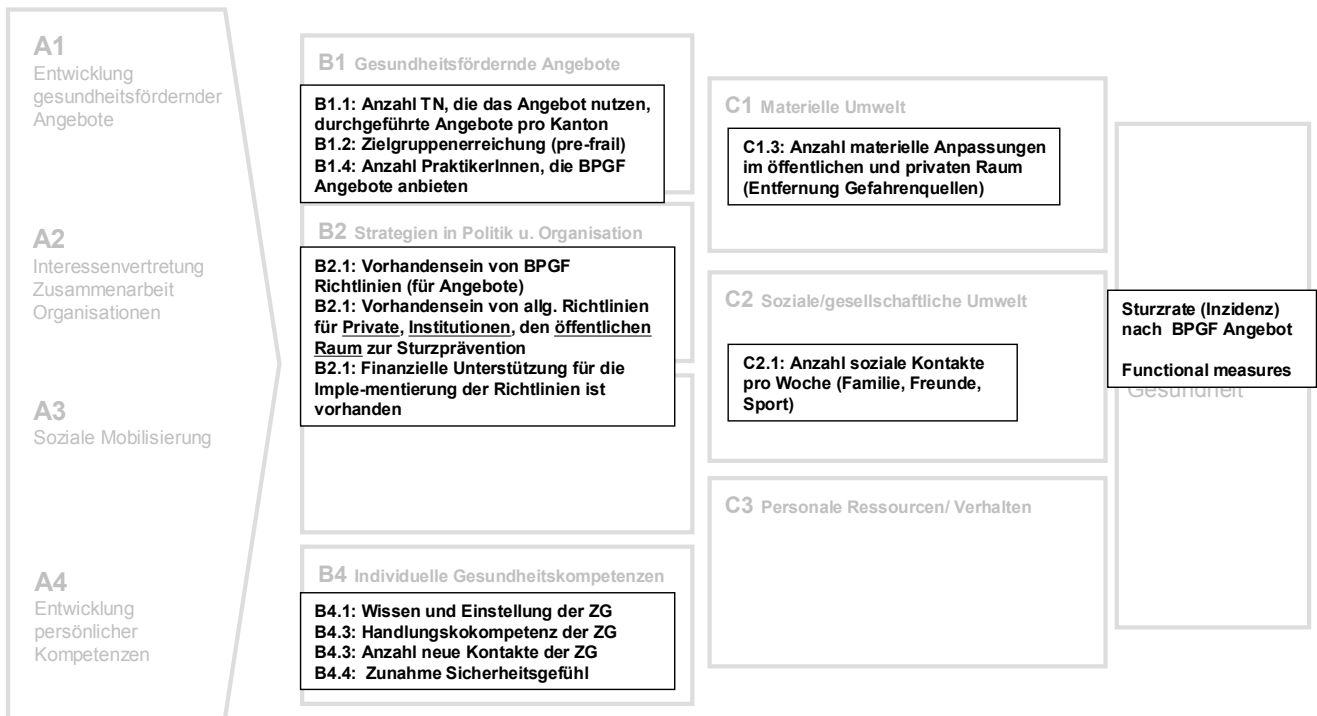 A1
Entwicklung
gesundheitsfördernder
Angebote
A2
Interessenvertretung
Zusammenarbeit
Organisationen
A3
Soziale Mobilisierung
A4
Entwicklung
persönlicher
Kompetenzen
B1 Gesundheitsfördernde Angebote
B1.1: Anzahl TN, die das Angebot nutzen,
durchgeführte Angebote pro Kanton
B1.2: Zielgruppenerreichung (pre-frail)
B1.4: Anzahl PraktikerInnen, die BPGF
Angebote anbieten
B2 Strategien in Politik u. Organisation
B2.1: Vorhandensein von BPGF
Richtlinien (für Angebote)
B2.1: Vorhandensein von allg. Richtlinien
für Private, Institutionen, den öffentlichen
Raum zur Sturzprävention
B2.1: Finanzielle Unterstützung für die
Imple-mentierung der Richtlinien ist
vorhanden
B4 Individuelle Gesundheitskompetenzen
B4.1: Wissen und Einstellung der ZG
B4.3: Handlungskokompetenz der ZG
B4.3: Anzahl neue Kontakte der ZG
B4.4: Zunahme Sicherheitsgefühl
C1 Materielle Umwelt
C1.3: Anzahl materielle Anpassungen
im öffentlichen und privaten Raum
(Entfernung Gefahrenquellen)
C2 Soziale/gesellschaftliche Umwelt
C2.1: Anzahl soziale Kontakte
pro Woche (Familie, Freunde,
Sport)
C3 Personale Ressourcen/ Verhalten
Sturzrate (Inzidenz)
nach BPGF Angebot
Functional measures
Gesundheit